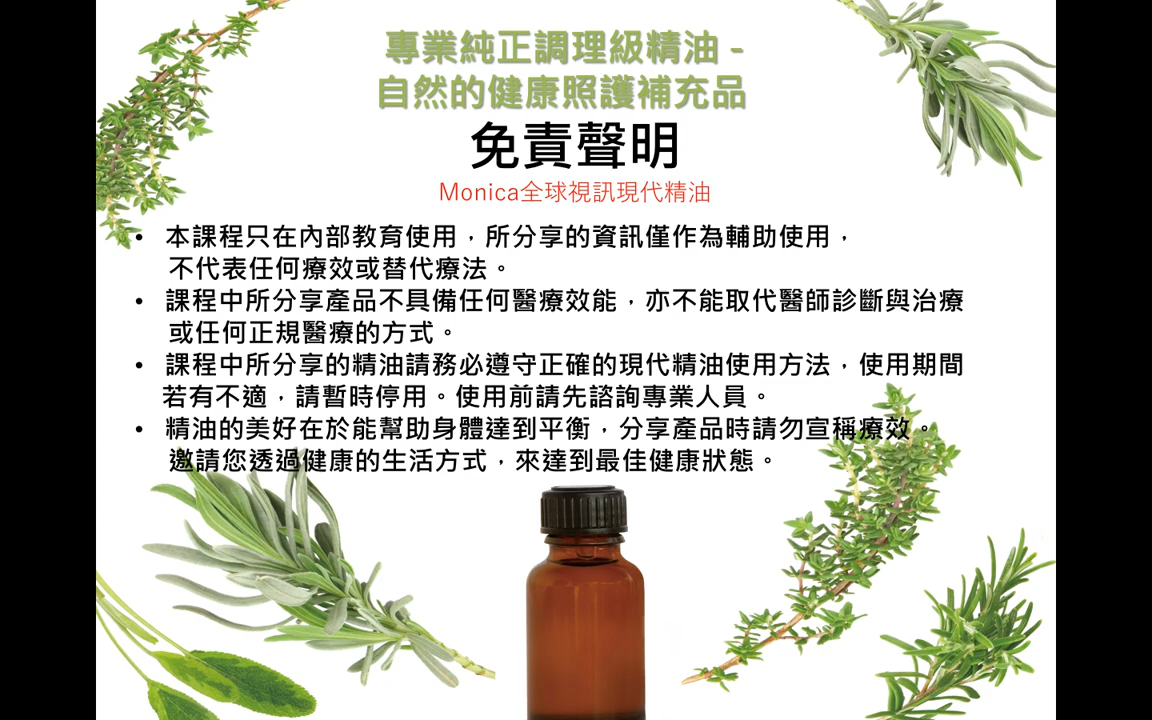 專業純正調理級精油 -
自然的健康照護補充品
免責聲明
Monica全球視訊現代精油
• 本課程只在內部教育使用，所分享的資訊僅作為輔助使用，
不代表任何療效或替代療法。
• 課程中所分享產品不具備任何醫療效能，亦不能取代醫師診斷與治療
或任何正規醫療的方式。
• 課程中所分享的精油請務必遵守正確的現代精油使用方法，使用期間
若有不適，請暫時停用。使用前請先諮詢專業人員。
• 精油的美好在於能幫助身體達到平衡，分享產品時請勿宣稱療效。
邀請您透過健康的生活方式，來達到最佳健康狀態。